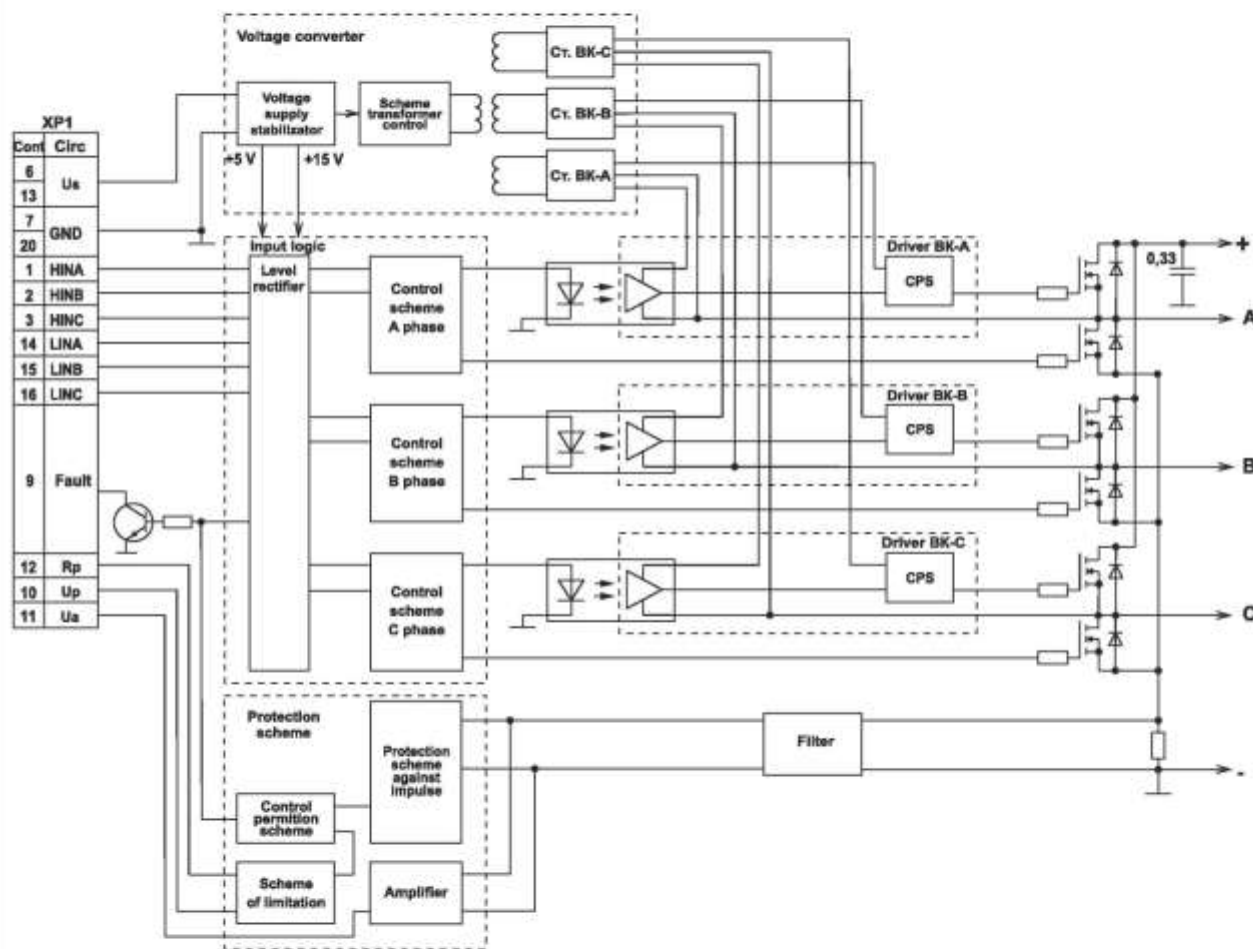 Voltage converter
Ст. ВК-С
Voltage
supply
stabilizator
Scheme
transformer
control
Ст. ВК-В
+5 V
+15 V
Ст. ВК-А
XP1
Cont Circ
6
13
Us
7
20
GND
1 HINA
2 HINB
3 HINC
14 LINA
15 LINB
16 LINC
9 Fault
12 Rp
10 Up
11 Ua
Input logic
Level
rectifier
Control
scheme
A phase
Control
scheme
B phase
Control
scheme
C phase
Driver BK-A
CPS
Driver BK-B
CPS
Driver BK-C
CPS
0,33
+
A
B
C
-
Protection
scheme
Protection
scheme
against
impulse
Control
permition
scheme
Scheme
of limitation
Amplifier
Filter